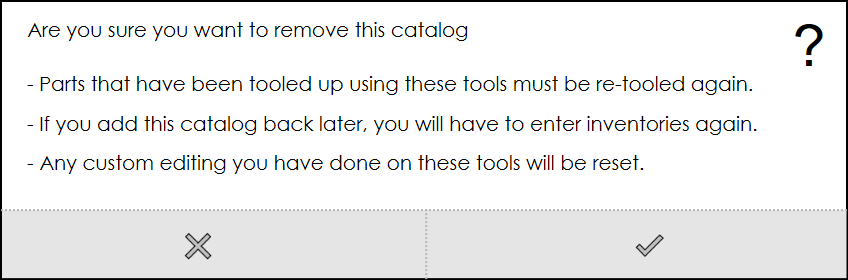 Are you sure you want to remove this catalog
?
- Parts that have been tooled up using these tools must be re-tooled again.
- If you add this catalog back later, you will have to enter inventories again.
- Any custom editing you have done on these tools will be reset.